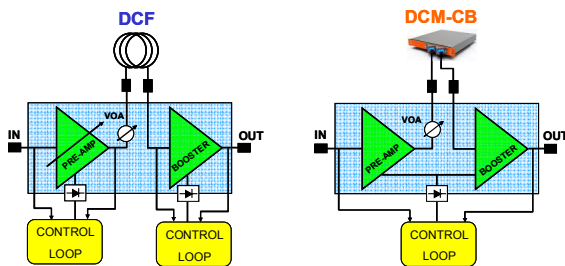 DCF
DCM-CB
VOA
IN
PRE-AMP
BOOSTER
OUT
CONTROL
LOOP
CONTROL
LOOP
VOA
IN
PRE-AMP
BOOSTER
OUT
CONTROL
LOOP